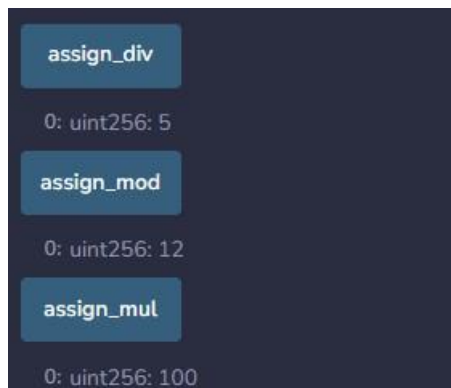 assign_div
0: uint256: 5
assign_mod
0: uint256: 12
assign_mul
0: uint256: 100